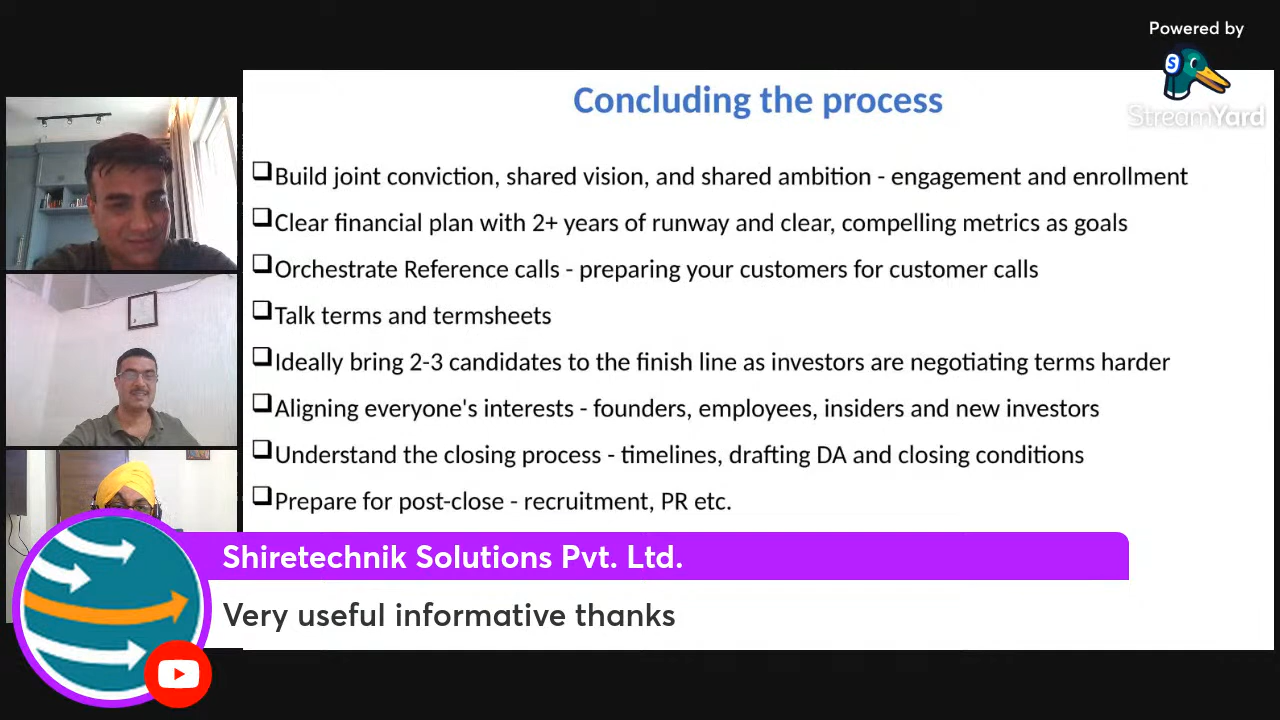 Powered by
S
StreamYard
Concluding the process
Build joint conviction, shared vision, and shared ambition - engagement and enrollment
Clear financial plan with 2+ years of runway and clear, compelling metrics as goals
Orchestrate Reference calls - preparing your customers for customer calls
Talk terms and termsheets
Ideally bring 2-3 candidates to the finish line as investors are negotiating terms harder
Aligning everyone's interests - founders, employees, insiders and new investors
Understand the closing process - timelines, drafting DA and closing conditions
Prepare for post-close - recruitment, PR etc.
Shiretechnik Solutions Pvt. Ltd.
Very useful informative thanks